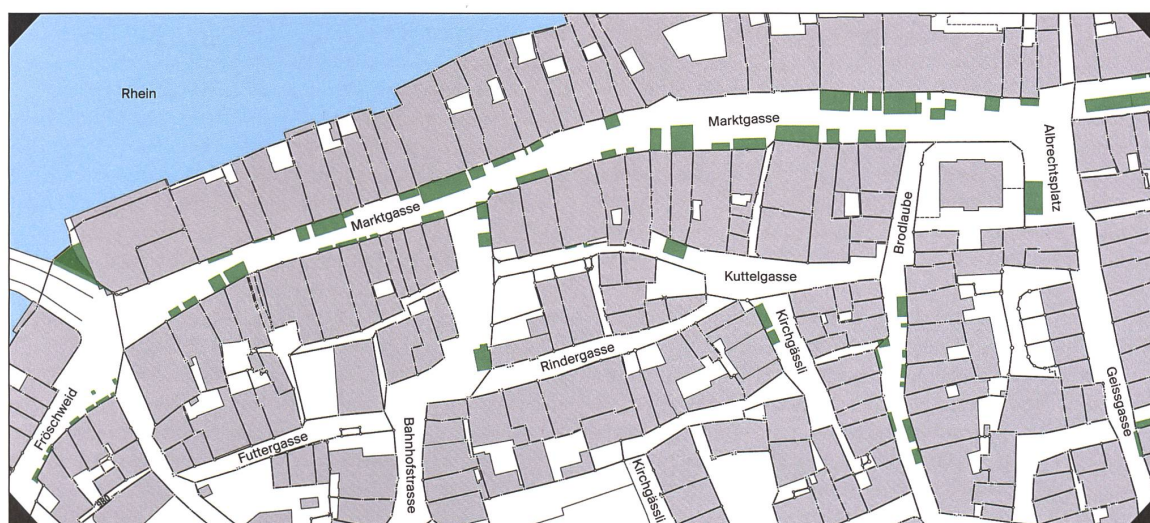 Rhein
Marktgasse
Marktgasse
Albrechtsplatz
Brodlaube
Kuttelgasse
Kirchgässli
Rindergasse
Geissgasse
Fröschweid
Futtergasse
Bahnhofstrasse
Kirchgässli